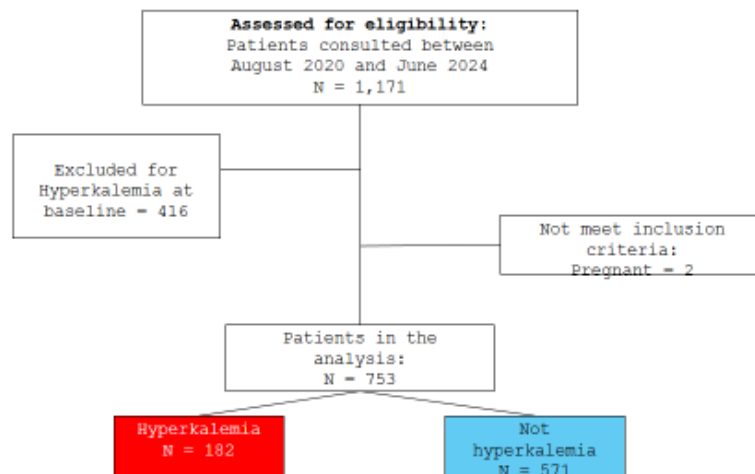 Assessed for eligibility:
Patients consulted between
August 2020 and June 2024
N = 1,171
Excluded for
Hyperkalemia at
baseline = 416
Not meet inclusion
criteria:
Pregnant = 2
Patients in the
analysis:
N = 753
Hyperkalemia
N = 182
Not
hyperkalemia
N = 571